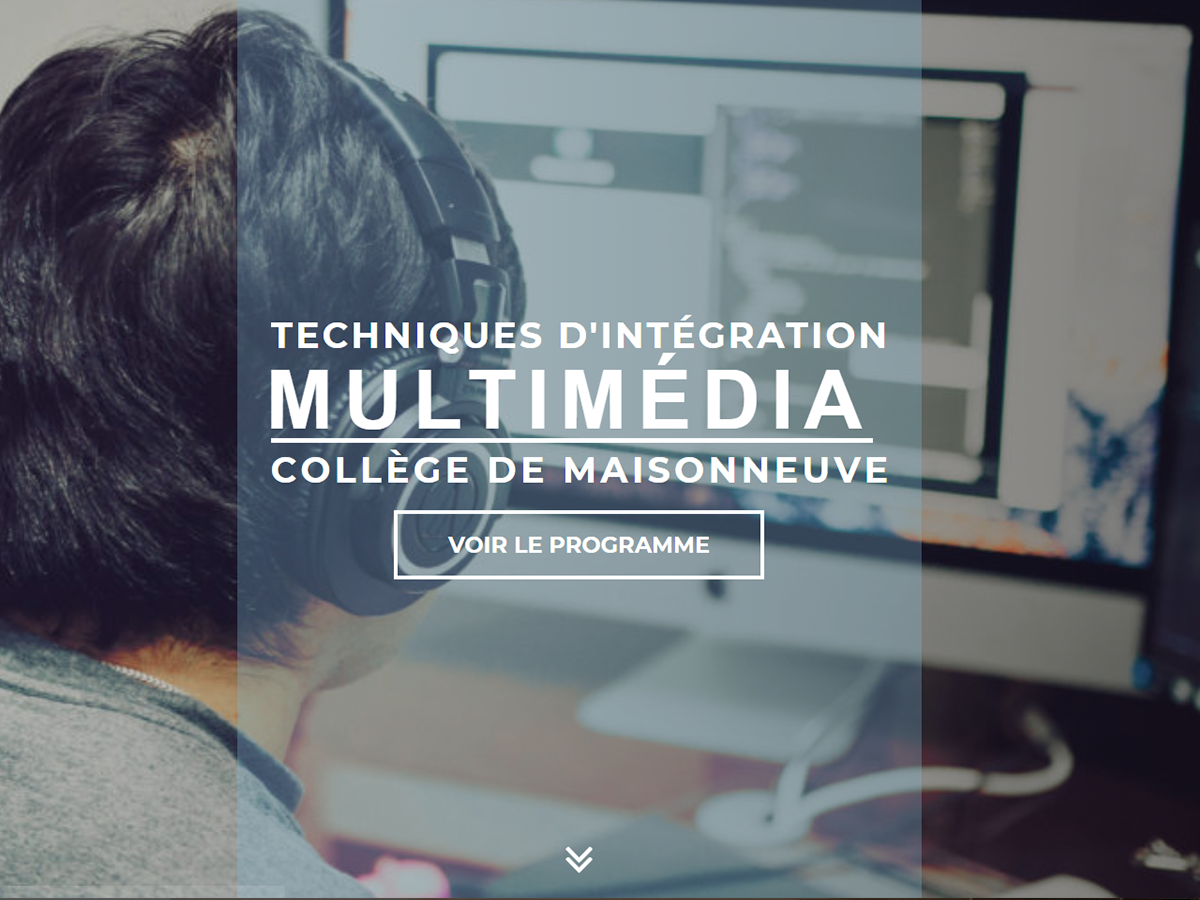 TECHNIQUES D'INTÉGRATION
MULTIMÉDIA
COLLÈGE DE MAISONNEUVE
VOIR LE PROGRAMME